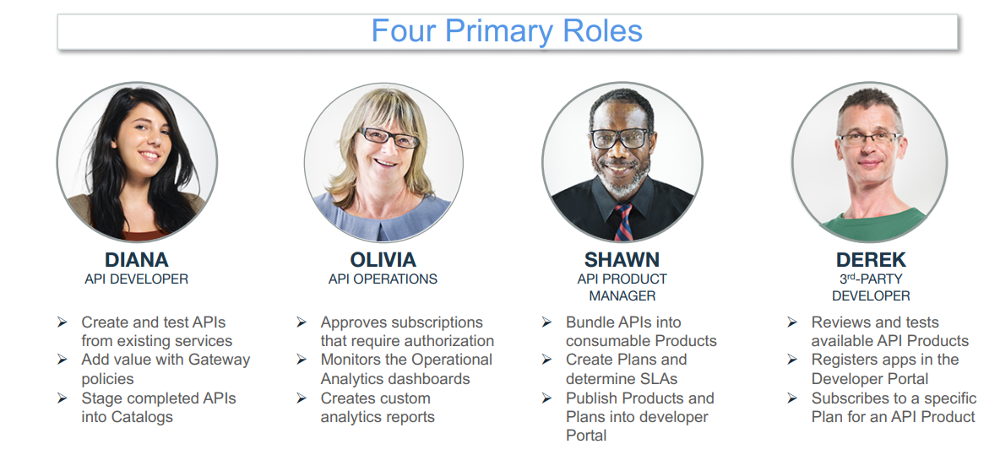 Four Primary Roles
DIANA
API DEVELOPER
➢ Create and test APIs
from existing services
➢ Add value with Gateway
policies
➢ Stage completed APIs
into Catalogs
OLIVIA
API OPERATIONS
➢ Approves subscriptions
that require authorization
➢ Monitors the Operational
Analytics dashboards
➢ Creates custom
analytics reports
SHAWN
API PRODUCT
MANAGER
➢ Bundle APIs into
consumable Products
➢ Create Plans and
determine SLAs
➢ Publish Products and
Plans into developer
Portal
DEREK
3rd-PARTY
DEVELOPER
➢ Reviews and tests
available API Products
➢ Registers apps in the
Developer Portal
➢ Subscribes to a specific
Plan for an API Product